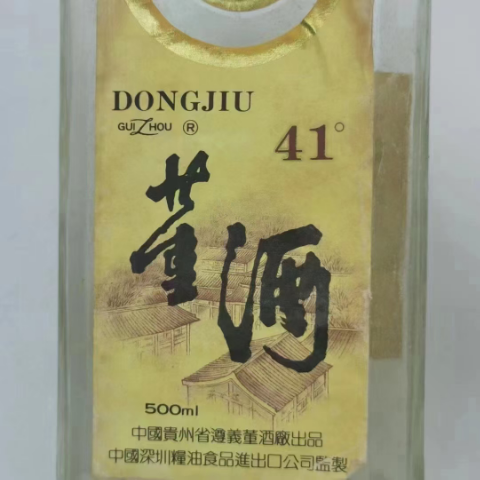 DONGJIU
GUIZHOU ®
41°
董酒
500ml
中國貴州省遵義董酒廠出品
中國深圳糧油食品進出口公司監製